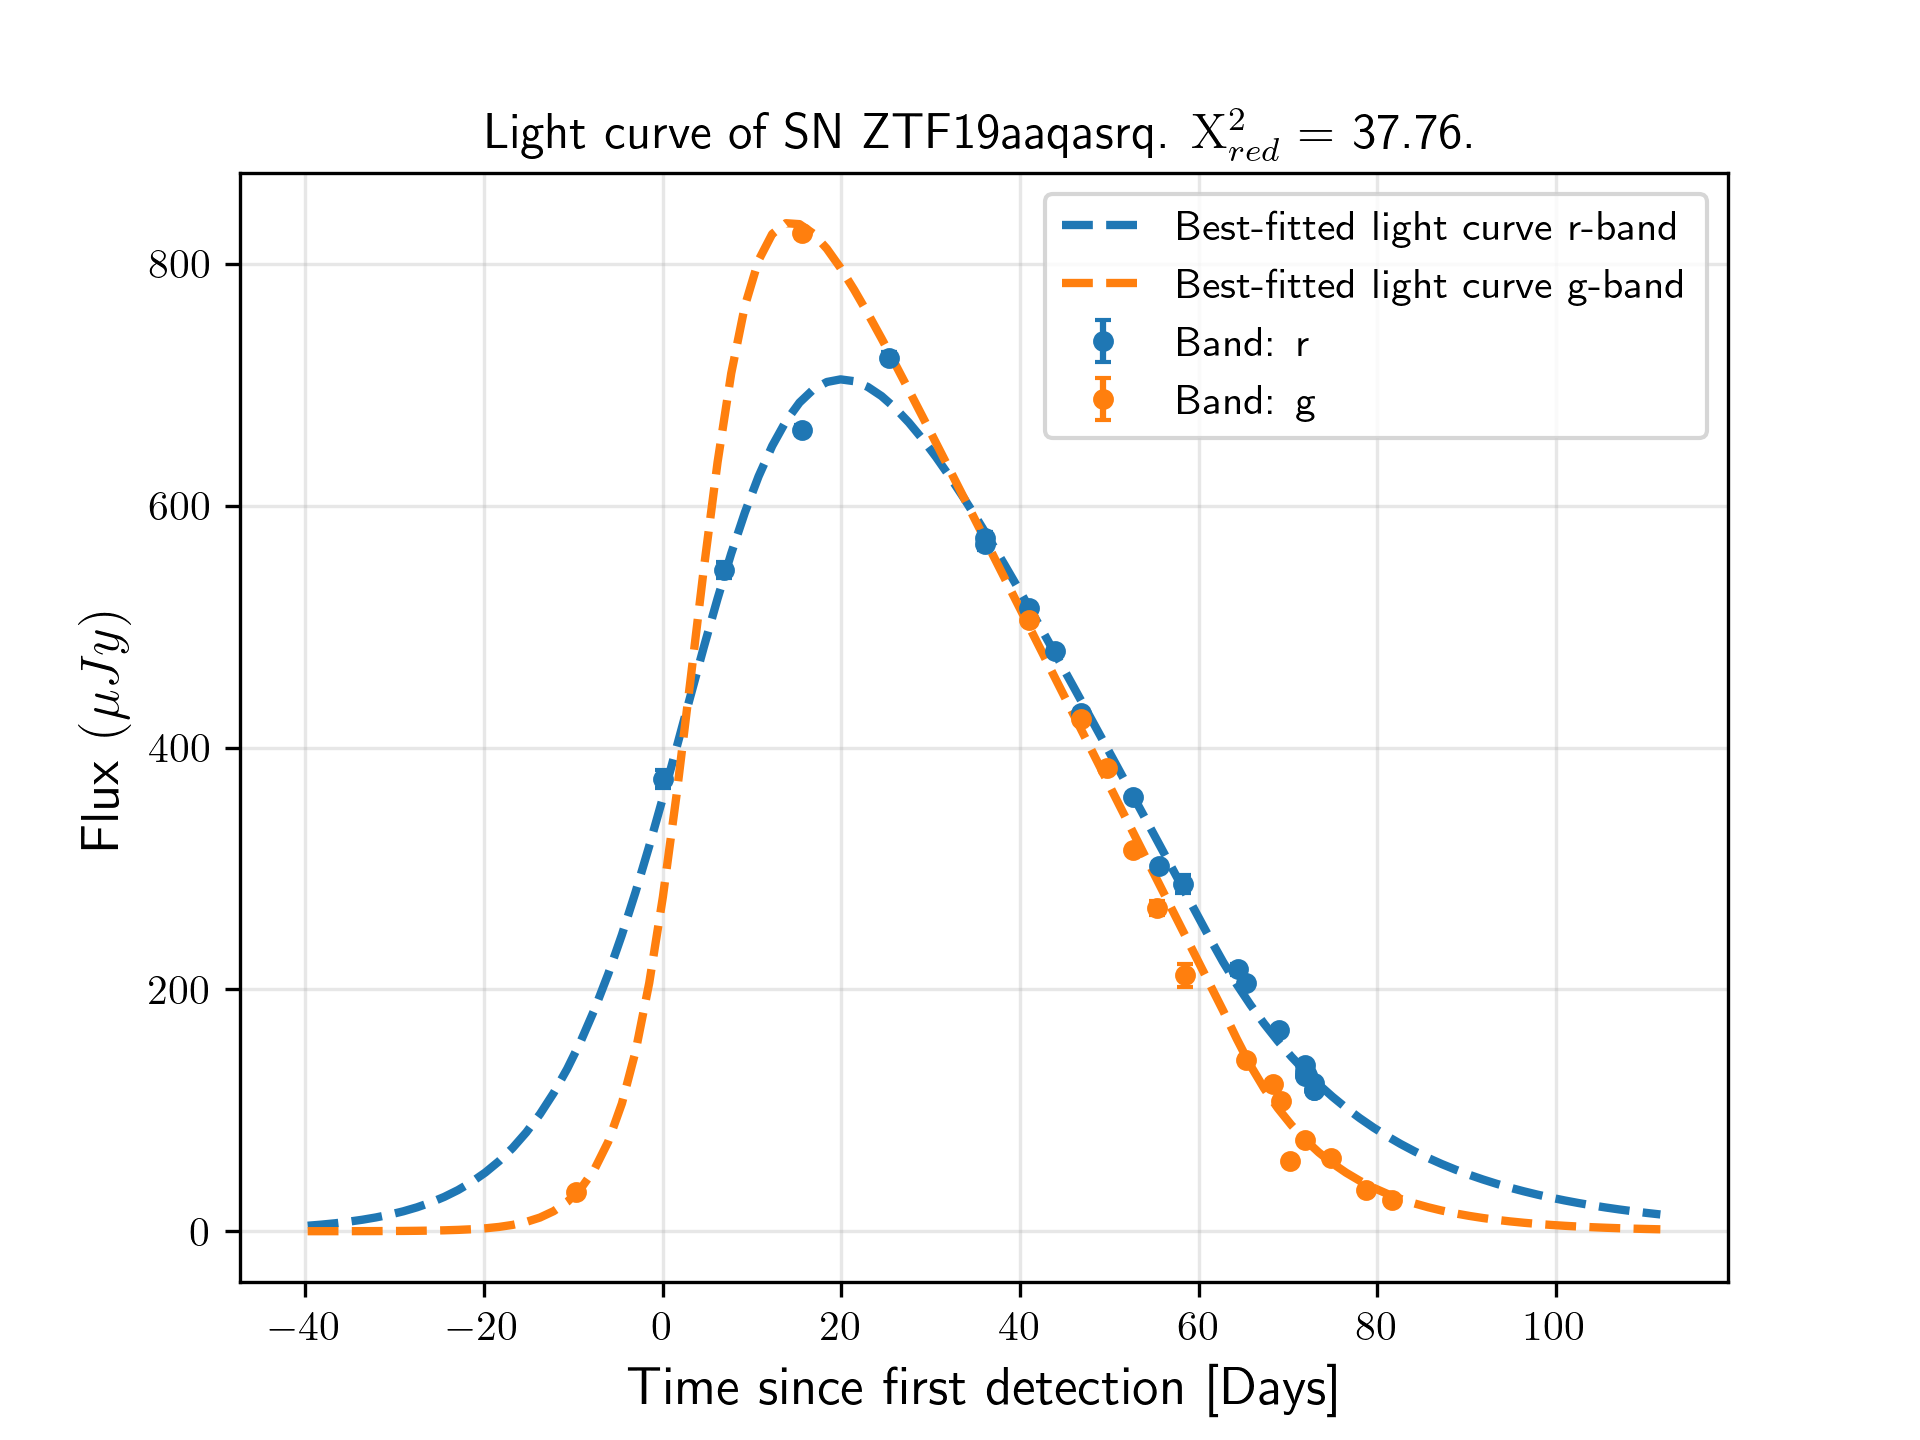 Light curve of SN ZTF19aaqasrq. X²_red = 37.76.
Best-fitted light curve r-band
Best-fitted light curve g-band
Band: r
Band: g
Flux (μJy)
800
600
400
200
0
−40 −20 0 20 40 60 80 100
Time since first detection [Days]